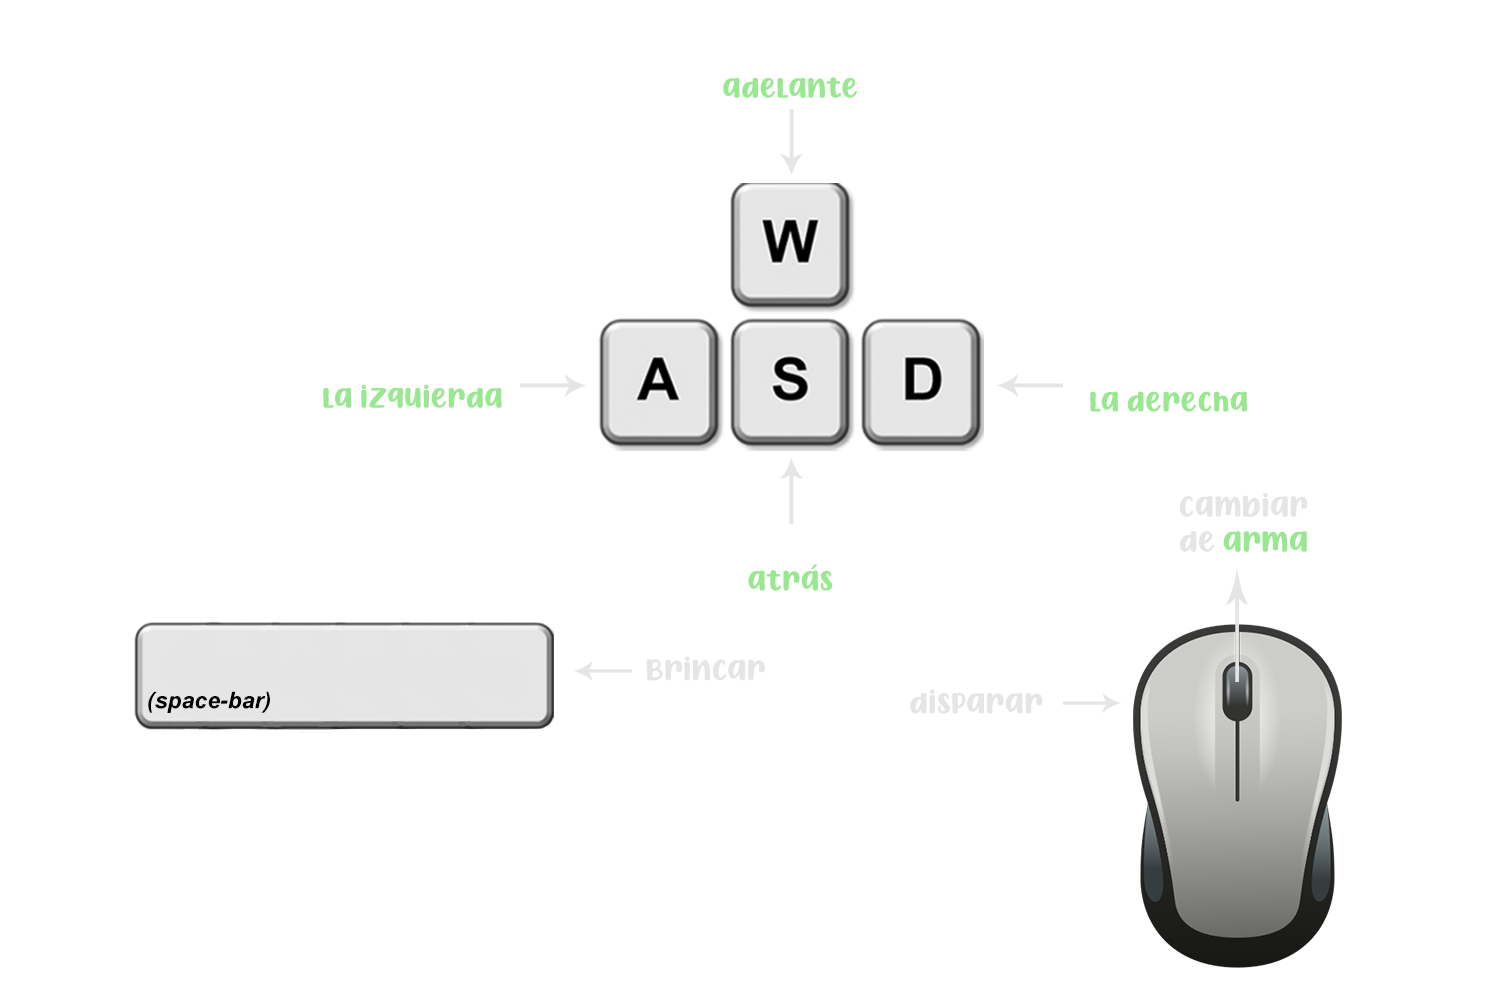 adelante
W
A S D
La izquierda
La derecha
cambiar
de arma
atrás
Brincar
(space-bar)
disparar